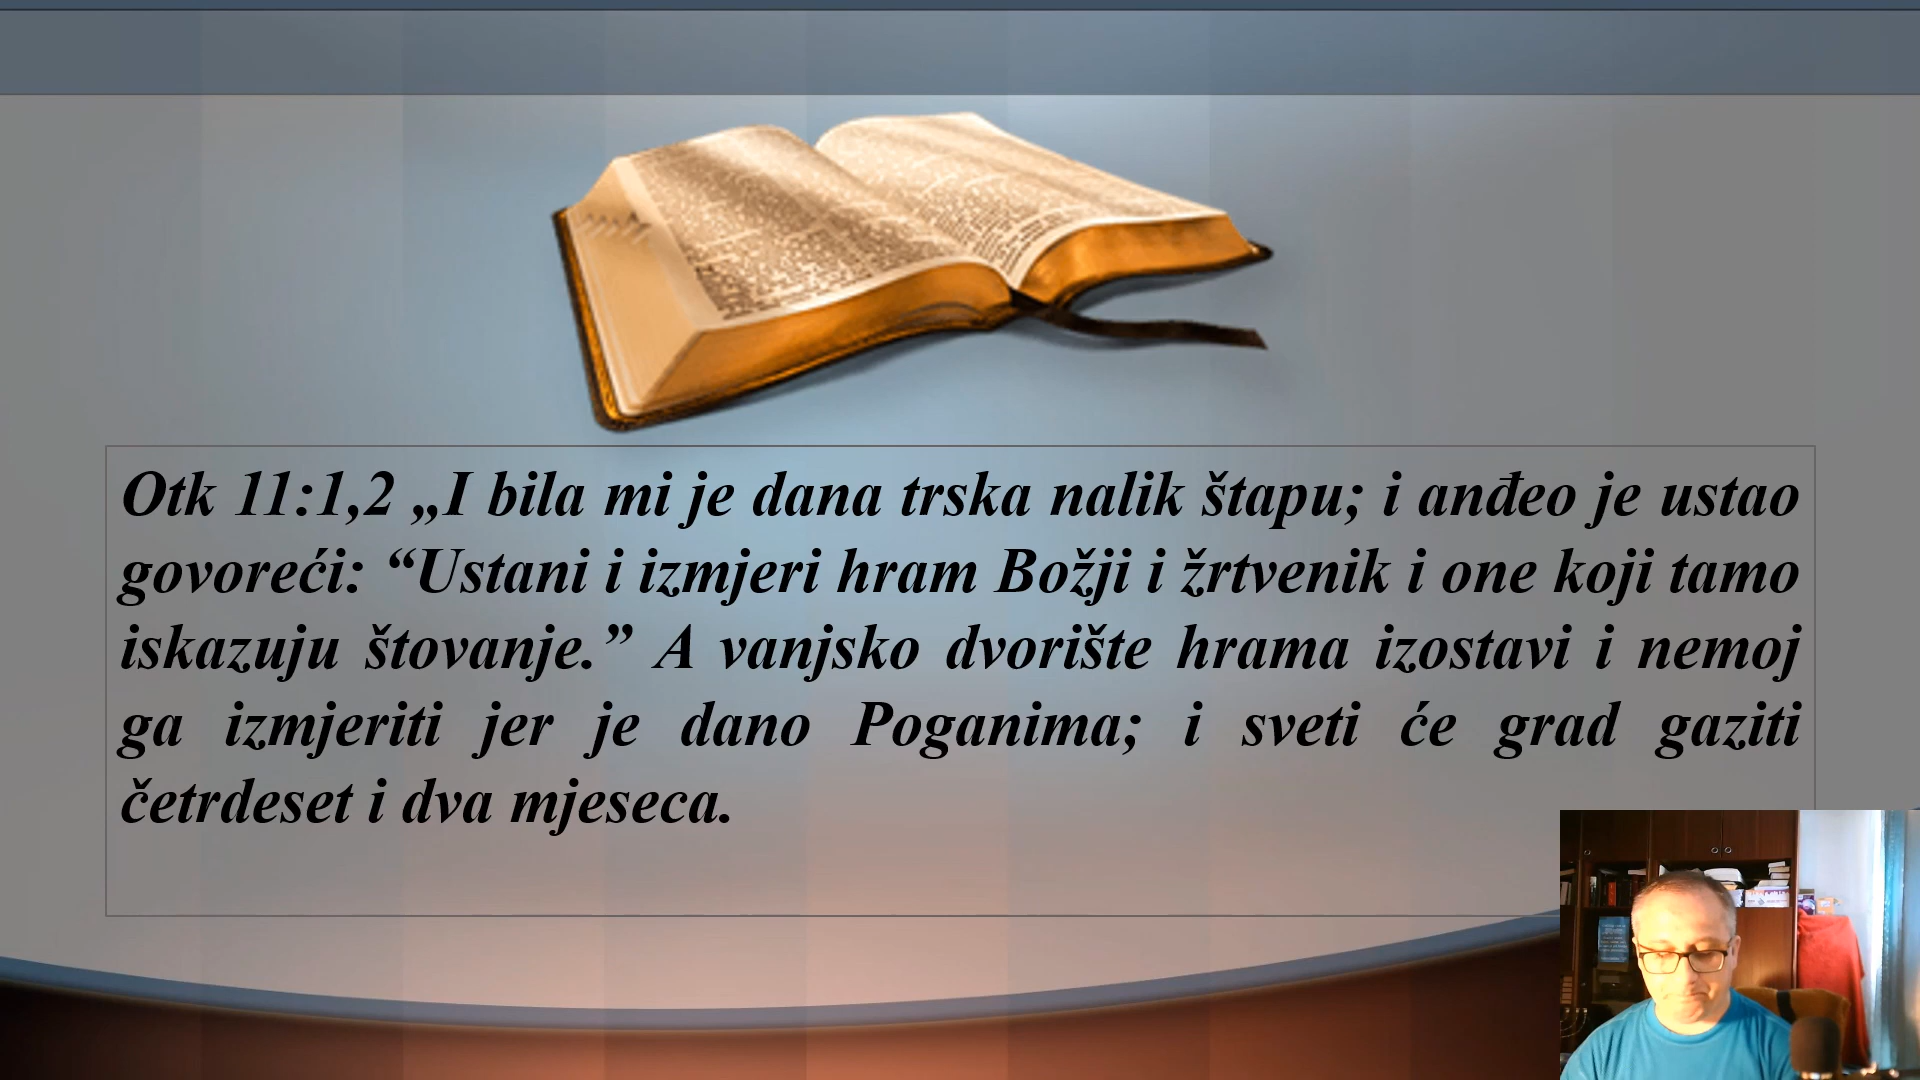 Otk 11:1,2 „I bila mi je dana trska nalik štapu; i anđeo je ustao
govoreći: “Ustani i izmjeri hram Božji i žrtvenik i one koji tamo
iskazuju štovanje.” A vanjsko dvorište hrama izostavi i nemoj
ga izmjeriti jer je dano Poganima; i sveti će grad gaziti
četrdeset i dva mjeseca.